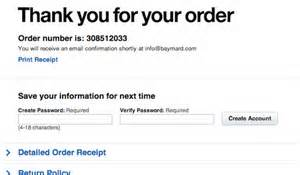 Thank you for your order
Order number is: 308512033
You will receive an email confirmation shortly at info@baymard.com
Print Receipt
Save your information for next time
Create Password: Required Verify Password: Required
Create Account
(4-18 characters)
Detailed Order Receipt
Return Policy